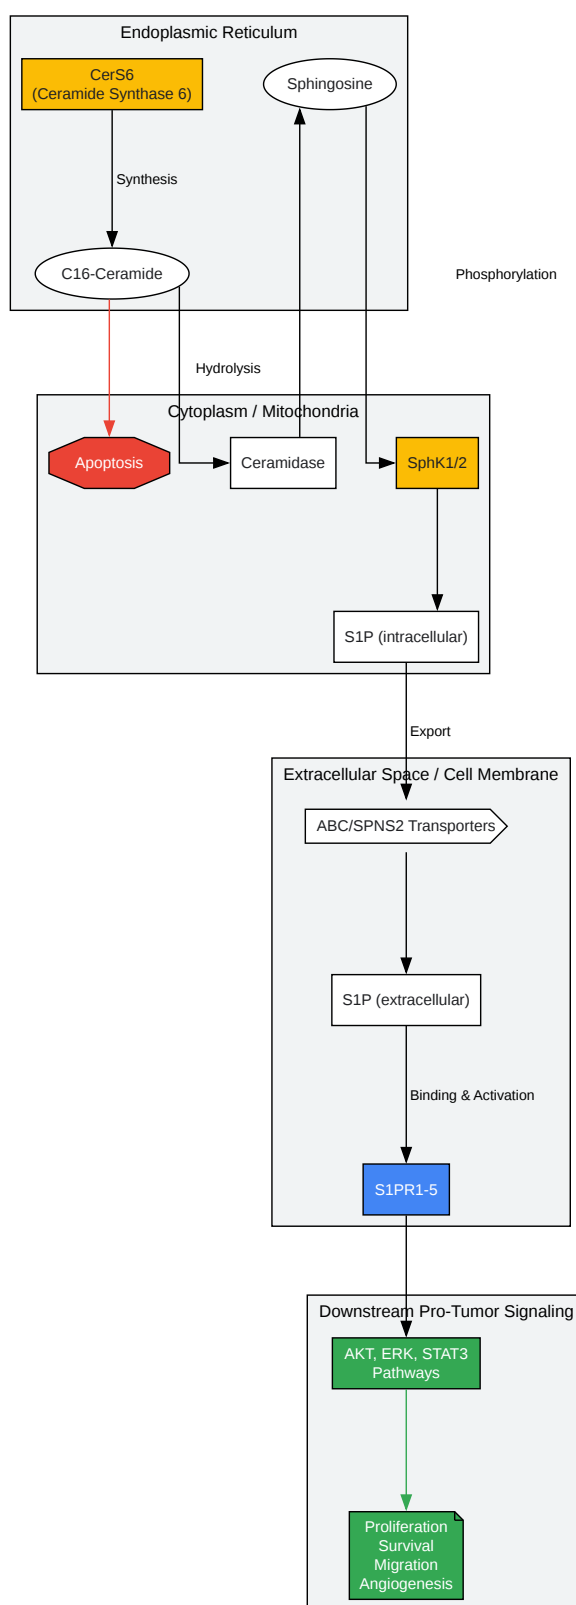 Endoplasmic Reticulum
CerS6
(Ceramide Synthase 6)
Sphingosine
Synthesis
C16-Ceramide
Phosphorylation
Hydrolysis
Cytoplasm / Mitochondria
Apoptosis
Ceramidase
SphK1/2
S1P (intracellular)
Export
Extracellular Space / Cell Membrane
ABC/SPNS2 Transporters
S1P (extracellular)
Binding & Activation
S1PR1-5
Downstream Pro-Tumor Signaling
AKT, ERK, STAT3
Pathways
Proliferation
Survival
Migration
Angiogenesis